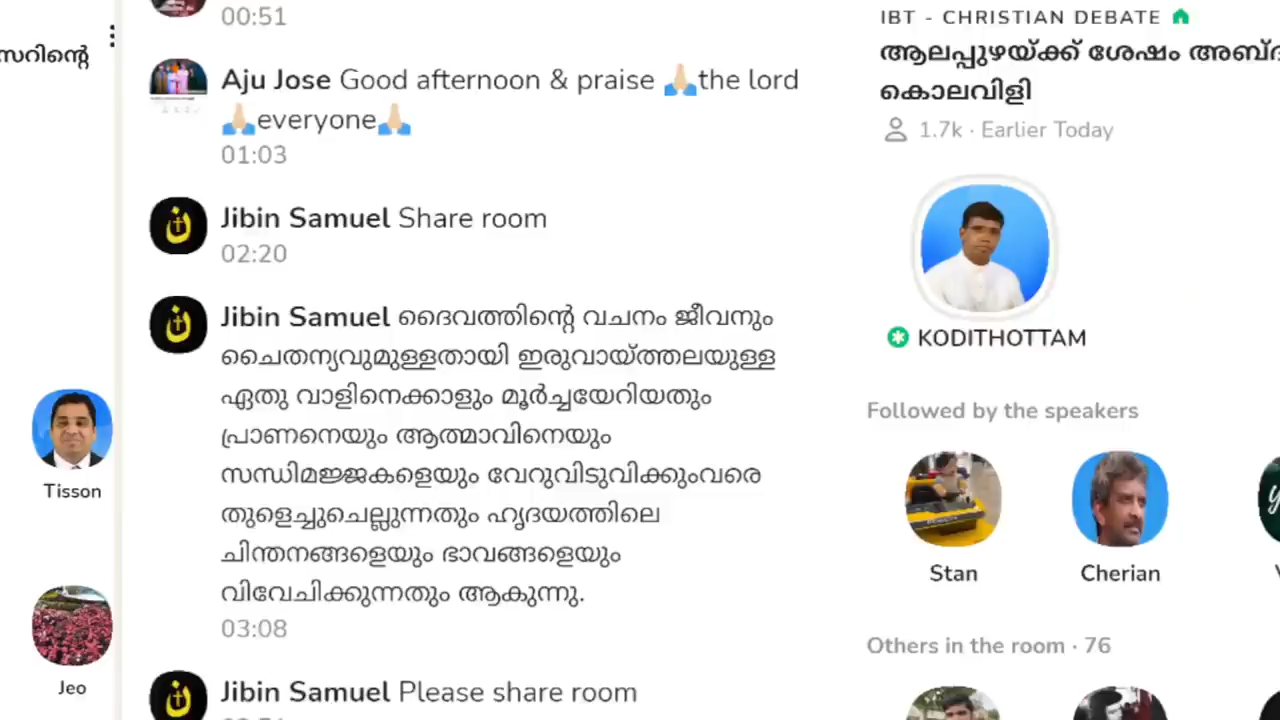 സറിന്റെ
Tisson
Jeo
00:51
Aju Jose Good afternoon & praise 🙏🏼the lord
🙏🏼everyone🙏🏼
01:03
Jibin Samuel Share room
02:20
Jibin Samuel ദൈവത്തിന്റെ വചനം ജീവനും
ചൈതന്യവുമുള്ളതായി ഇരുവായ്ത്തലയുള്ള
ഏതു വാളിനെക്കാളും മൂർച്ചയേറിയതും
പ്രാണനെയും ആത്മാവിനെയും
സന്ധിമജ്ജകളെയും വേറുവിടുവിക്കുംവരെ
തുളെച്ചുചെല്ലുന്നതും ഹൃദയത്തിലെ
ചിന്തനങ്ങളെയും ഭാവങ്ങളെയും
വിവേചിക്കുന്നതും ആകുന്നു.
03:08
Jibin Samuel Please share room
IBT - CHRISTIAN DEBATE
ആലപ്പുഴയ്ക്ക് ശേഷം
കൊലവിളി
1.7k · Earlier Today
KODITHOTTAM
Followed by the speakers
Stan
Cherian
Others in the room · 76